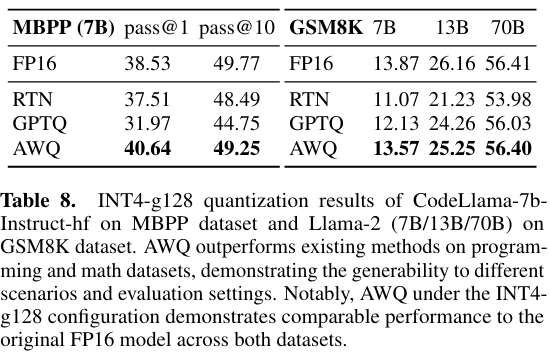 MBPP (7B) pass@1 pass@10 GSM8K 7B 13B 70B
FP16 38.53 49.77 FP16 13.87 26.16 56.41
RTN 37.51 48.49 RTN 11.07 21.23 53.98
GPTQ 31.97 44.75 GPTQ 12.13 24.26 56.03
AWQ 40.64 49.25 AWQ 13.57 25.25 56.40
Table 8. INT4-g128 quantization results of CodeLlama-7b-
Instruct-hf on MBPP dataset and Llama-2 (7B/13B/70B) on
GSM8K dataset. AWQ outperforms existing methods on program-
ming and math datasets, demonstrating the generability to different
scenarios and evaluation settings. Notably, AWQ under the INT4-
g128 configuration demonstrates comparable performance to the
original FP16 model across both datasets.